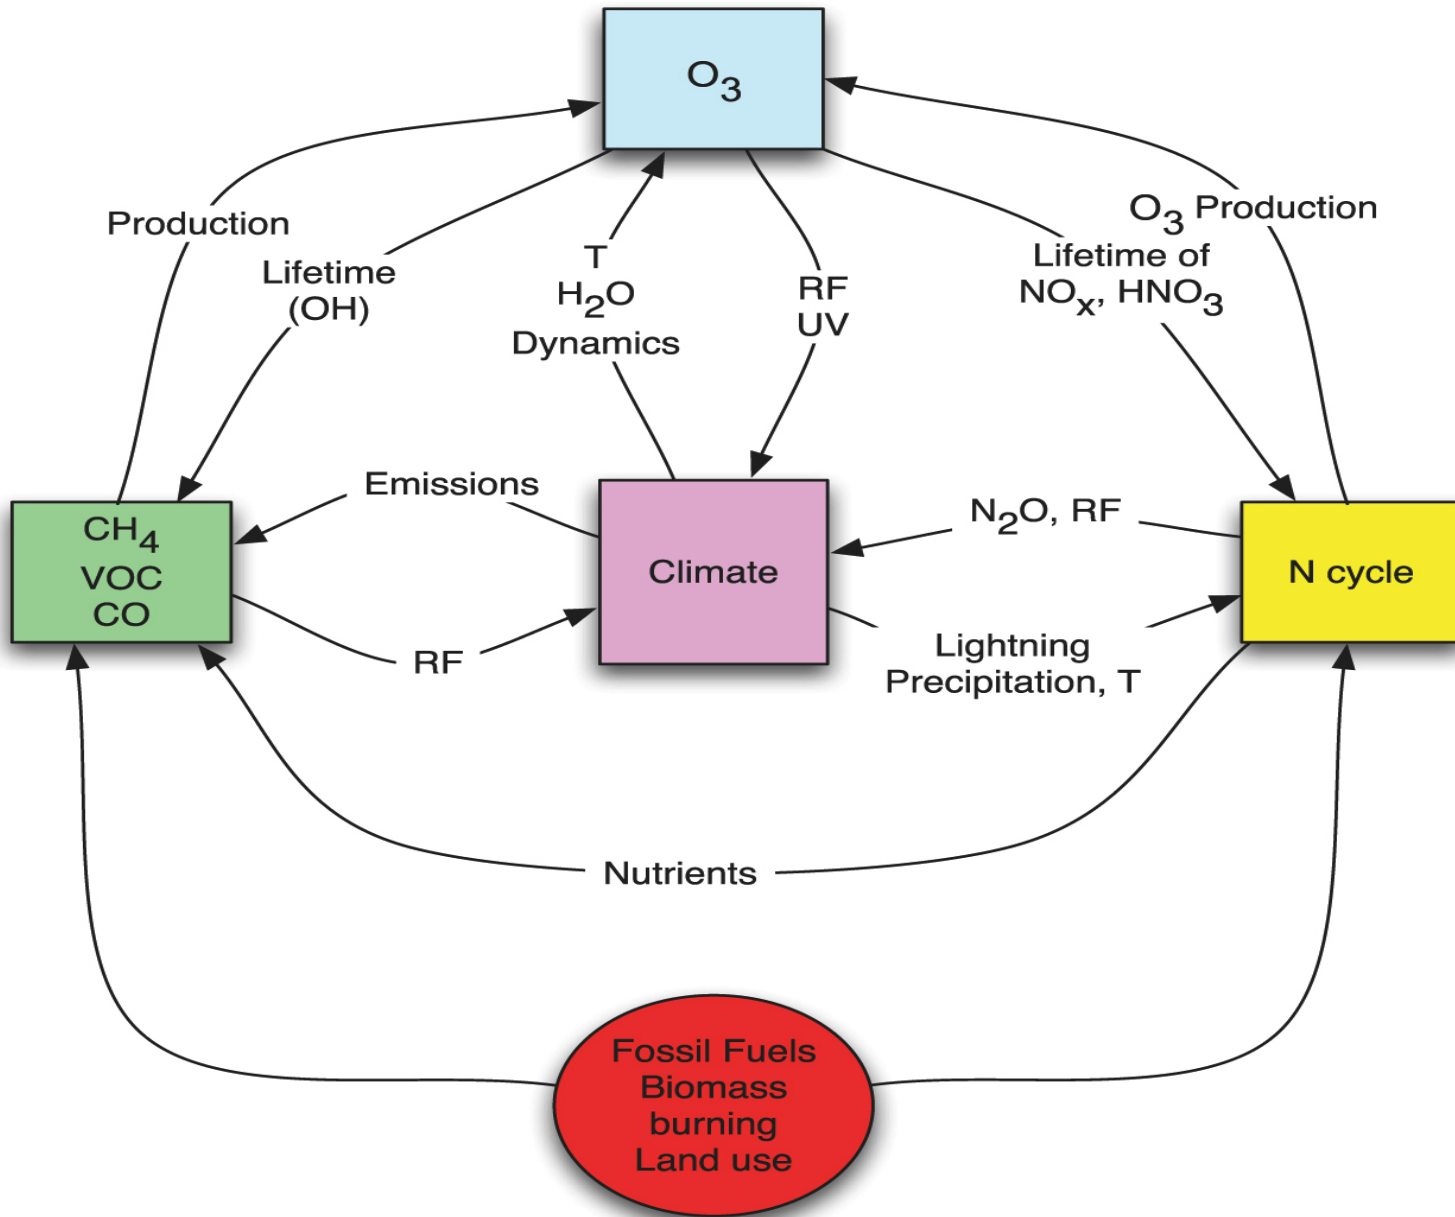 O₃
Production
O₃ Production
Lifetime
(OH)
T
H₂O
Dynamics
RF
UV
Lifetime of
NOₓ, HNO₃
Emissions
N₂O, RF
CH₄
VOC
CO
Climate
N cycle
RF
Lightning
Precipitation, T
Nutrients
Fossil Fuels
Biomass
burning
Land use